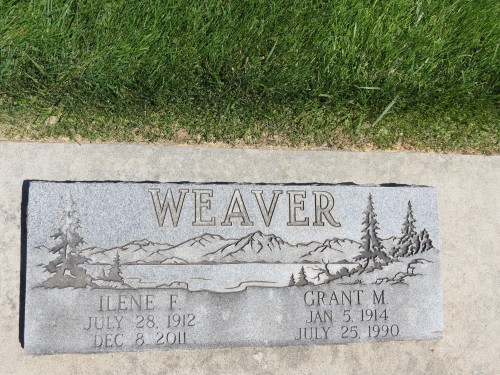 WEAVER
ILENE F.
JULY 28, 1912
DEC 8, 2011
GRANT M.
JAN 5, 1914
JULY 25, 1990